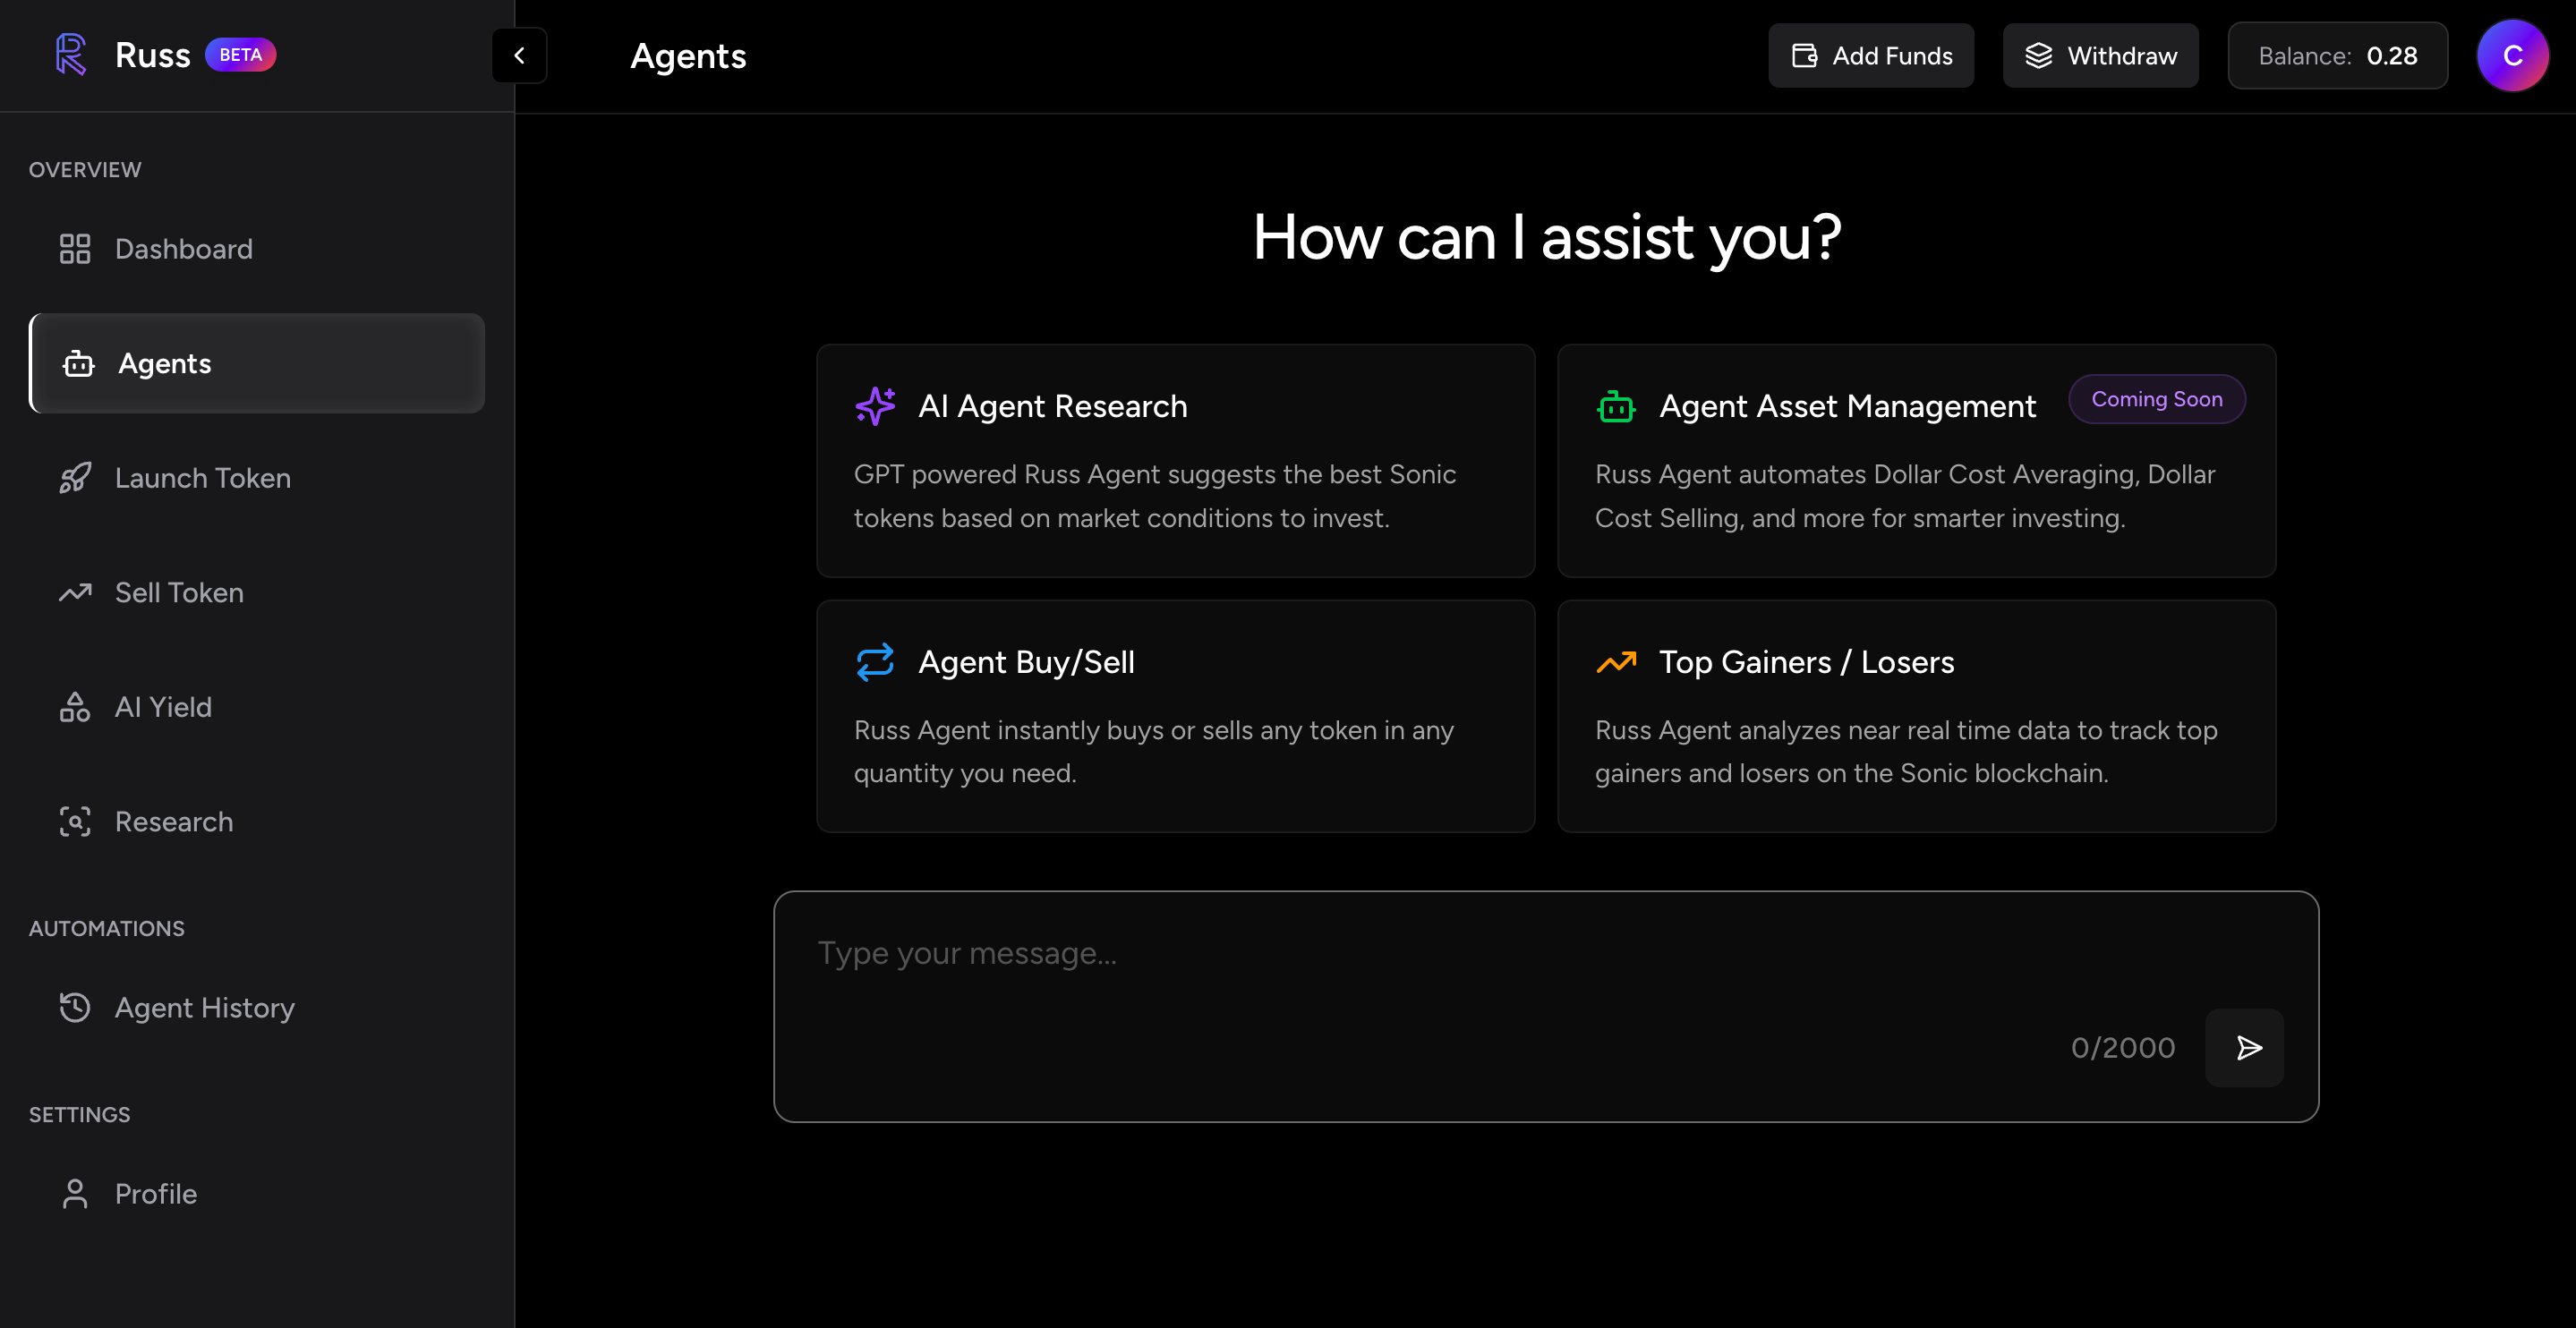 Russ
BETA
Agents
Add Funds
Withdraw
Balance: 0.28
C
OVERVIEW
Dashboard
Agents
Launch Token
Sell Token
AI Yield
Research
AUTOMATIONS
Agent History
SETTINGS
Profile
How can I assist you?
AI Agent Research
GPT powered Russ Agent suggests the best Sonic
tokens based on market conditions to invest.
Agent Asset Management
Coming Soon
Russ Agent automates Dollar Cost Averaging, Dollar
Cost Selling, and more for smarter investing.
Agent Buy/Sell
Russ Agent instantly buys or sells any token in any
quantity you need.
Top Gainers / Losers
Russ Agent analyzes near real time data to track top
gainers and losers on the Sonic blockchain.
Type your message...
0/2000